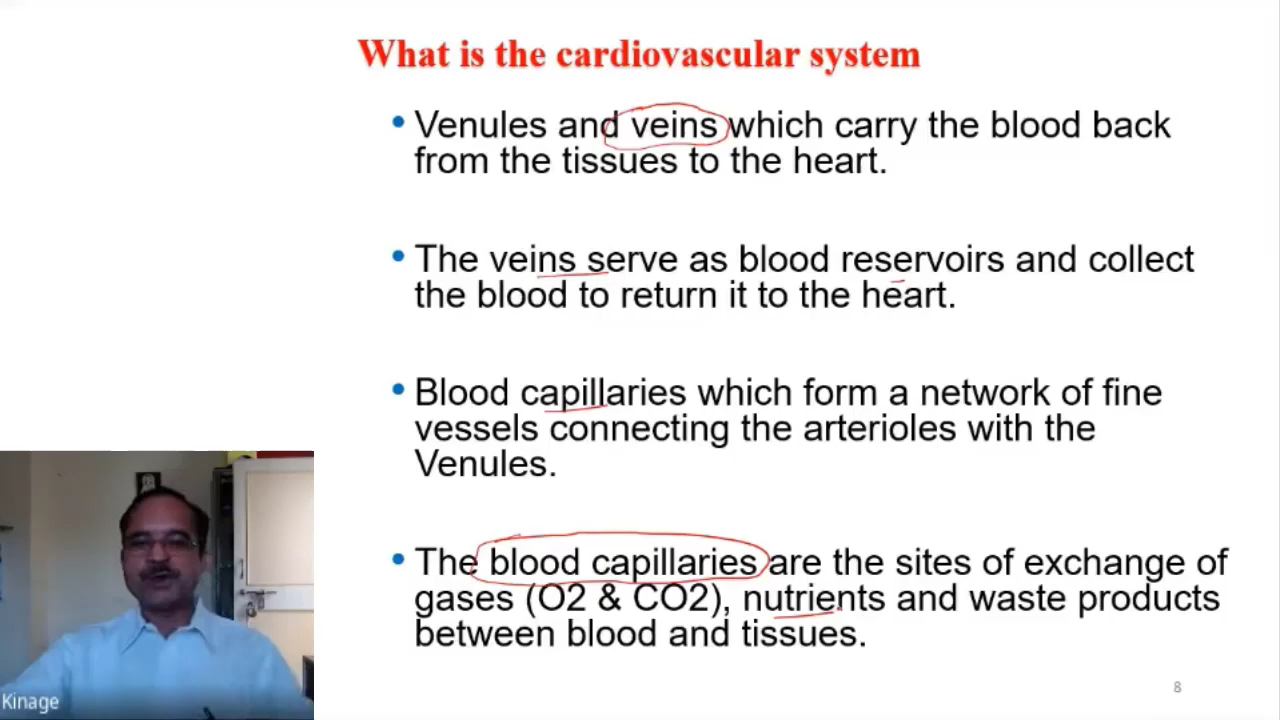 What is the cardiovascular system
• Venules and veins which carry the blood back
from the tissues to the heart.
• The veins serve as blood reservoirs and collect
the blood to return it to the heart.
• Blood capillaries which form a network of fine
vessels connecting the arterioles with the
Venules.
• The blood capillaries are the sites of exchange of
gases (O2 & CO2), nutrients and waste products
between blood and tissues.
Kinage
8